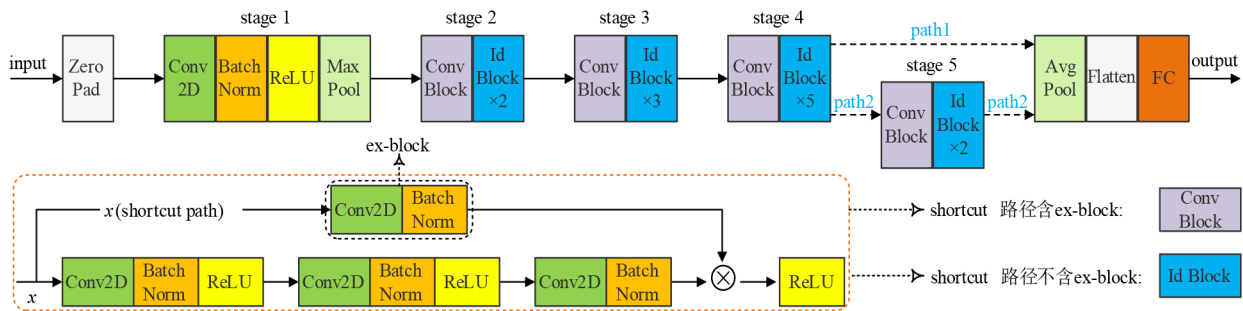 stage 1
stage 2
stage 3
stage 4
input
Zero
Pad
Conv
2D
Batch
Norm
ReLU
Max
Pool
Conv
Block
Id
Block
×2
Conv
Block
Id
Block
×3
Conv
Block
Id
Block
×5
path1
path2
stage 5
Conv
Block
Id
Block
×2
path2
Avg
Pool
Flatten
FC
output
ex-block
x(shortcut path)
Conv2D
Batch
Norm
x
Conv2D
Batch
Norm
ReLU
Conv2D
Batch
Norm
ReLU
Conv2D
Batch
Norm
ReLU
shortcut 路径含ex-block:
Conv
Block
shortcut 路径不含ex-block:
Id Block